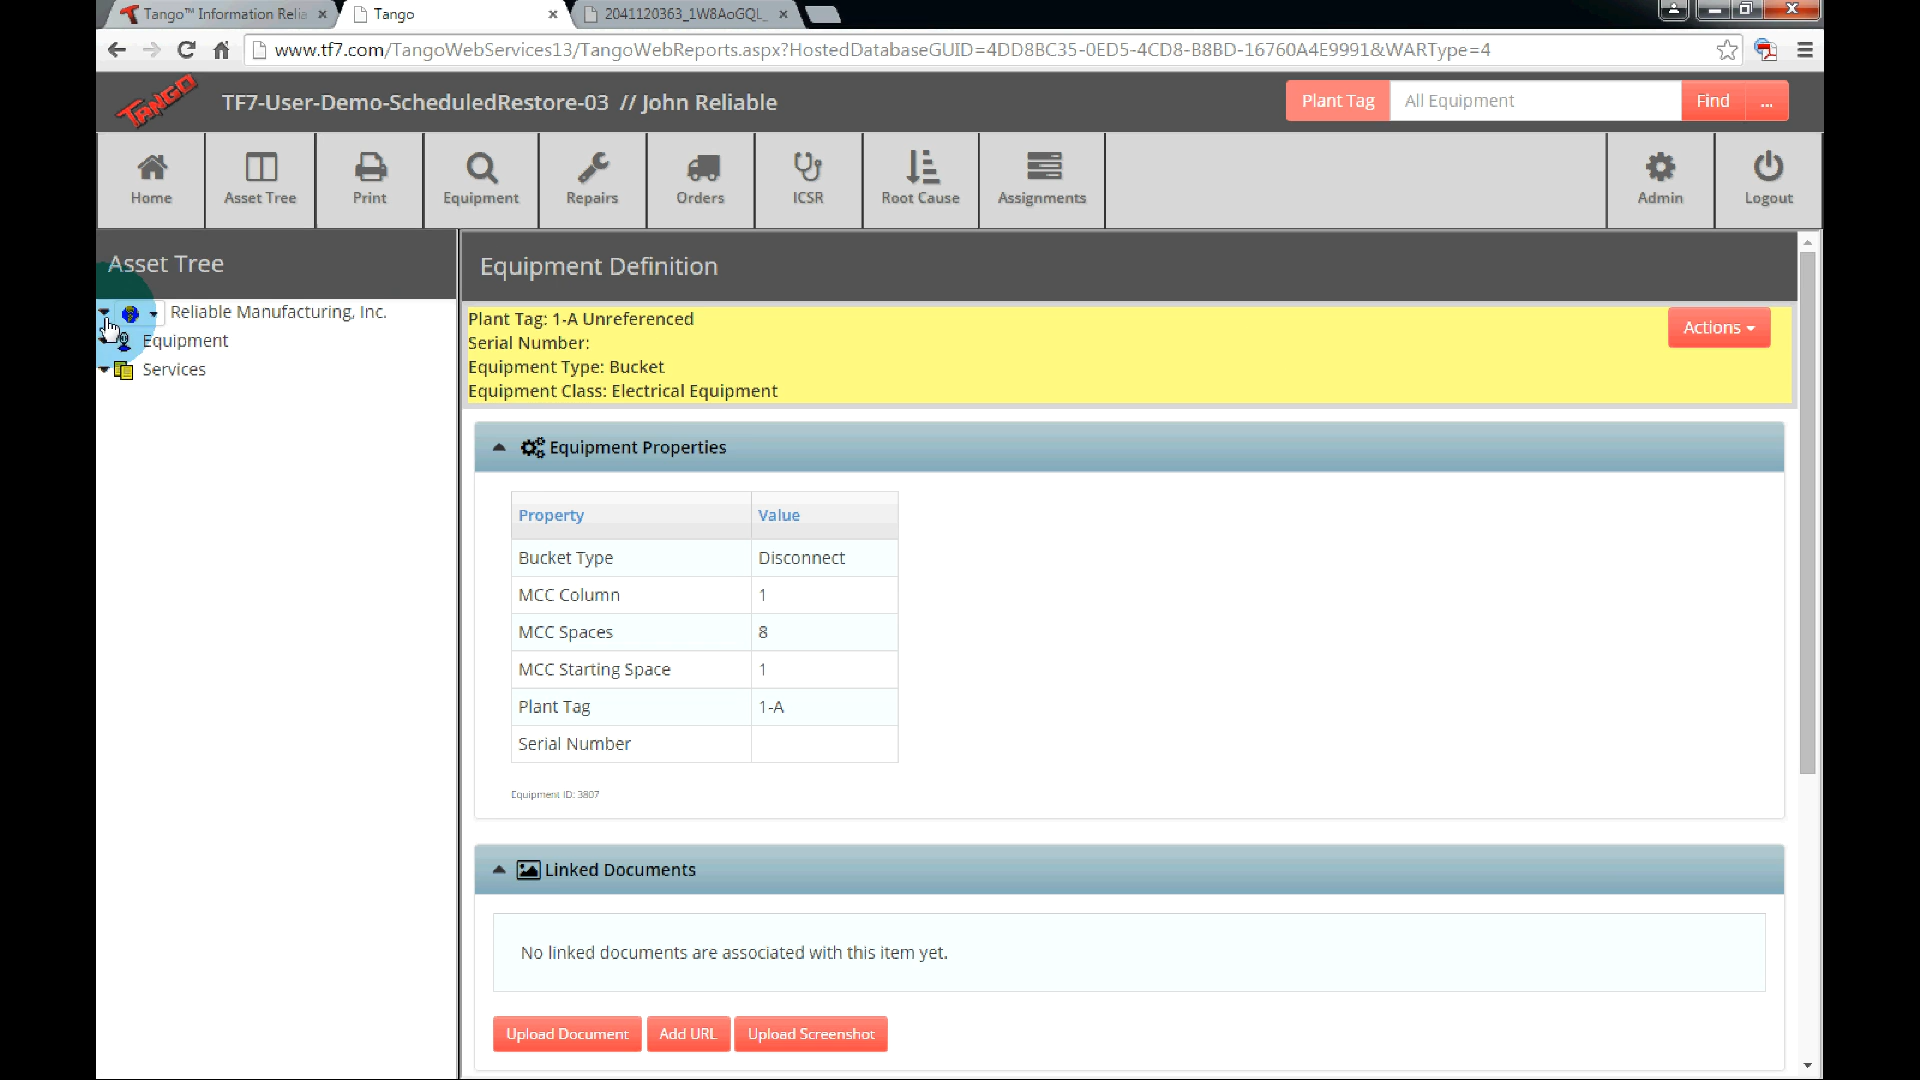 Tango™ Information Relia
Tango
2041120363_1W8AoGQL_
www.tf7.com/TangoWebServices13/TangoWebReports.aspx?HostedDatabaseGUID=4DD8BC35-0ED5-4CD8-B8BD-16760A4E9991&WARType=4
TANGO
TF7-User-Demo-ScheduledRestore-03 // John Reliable
Plant Tag
All Equipment
Find
...
Home
Asset Tree
Print
Equipment
Repairs
Orders
ICSR
Root Cause
Assignments
Admin
Logout
Asset Tree
Reliable Manufacturing, Inc.
Equipment
Services
Equipment Definition
Plant Tag: 1-A Unreferenced
Serial Number:
Equipment Type: Bucket
Equipment Class: Electrical Equipment
Actions
Equipment Properties
Property Value
Bucket Type Disconnect
MCC Column 1
MCC Spaces 8
MCC Starting Space 1
Plant Tag 1-A
Serial Number
Equipment ID: 3807
Linked Documents
No linked documents are associated with this item yet.
Upload Document
Add URL
Upload Screenshot